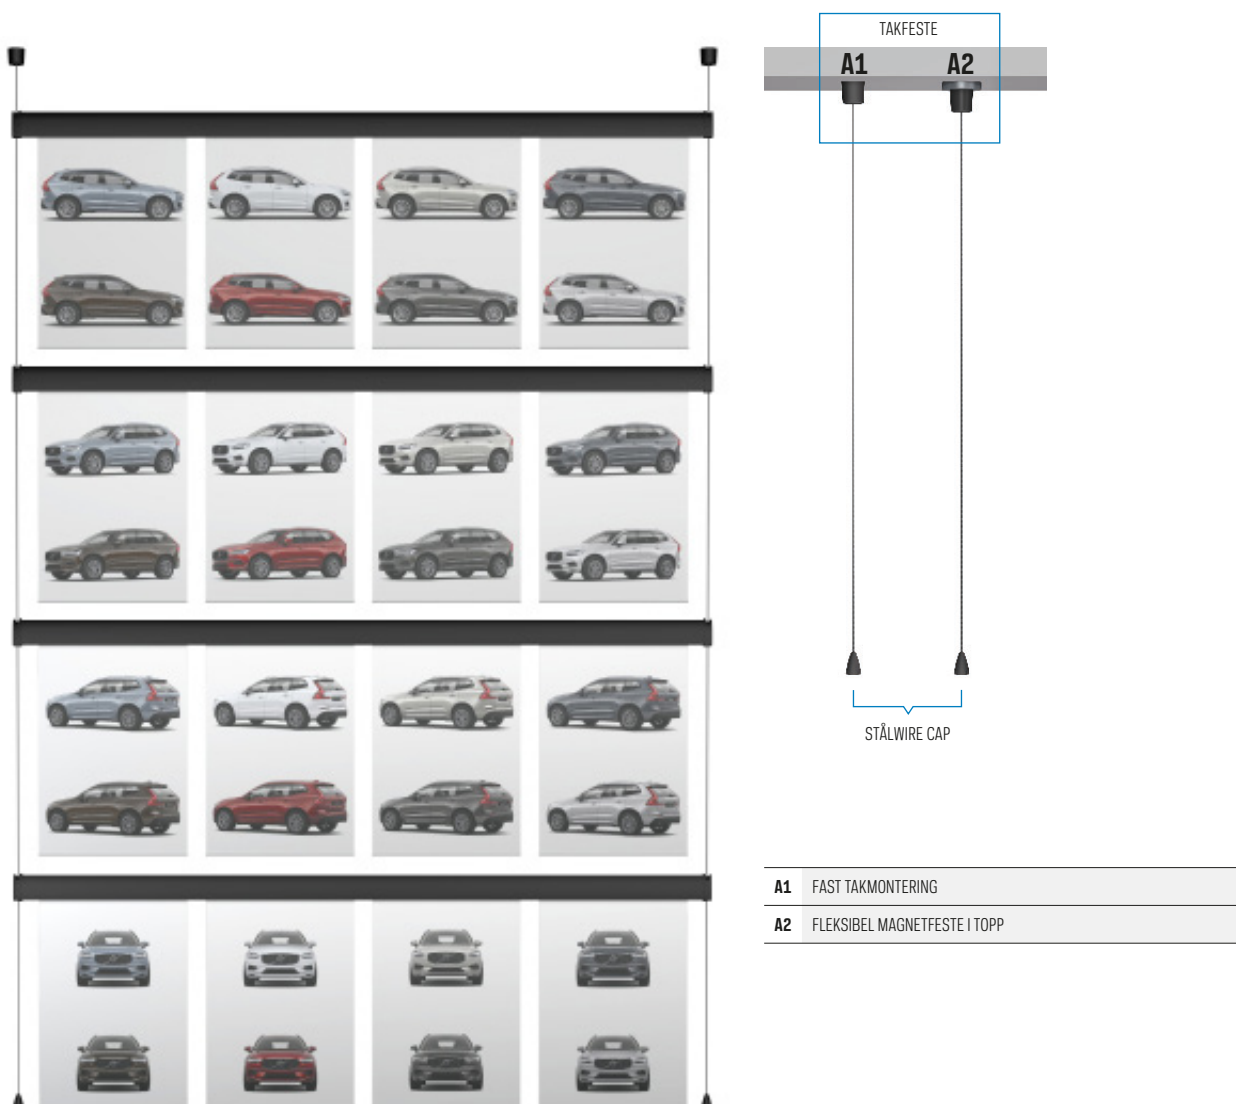 TAKFESTE
A1 A2
STÅLWIRE CAP
A1 FAST TAKMONTERING
A2 FLEKSIBEL MAGNETFESTE I TOPP